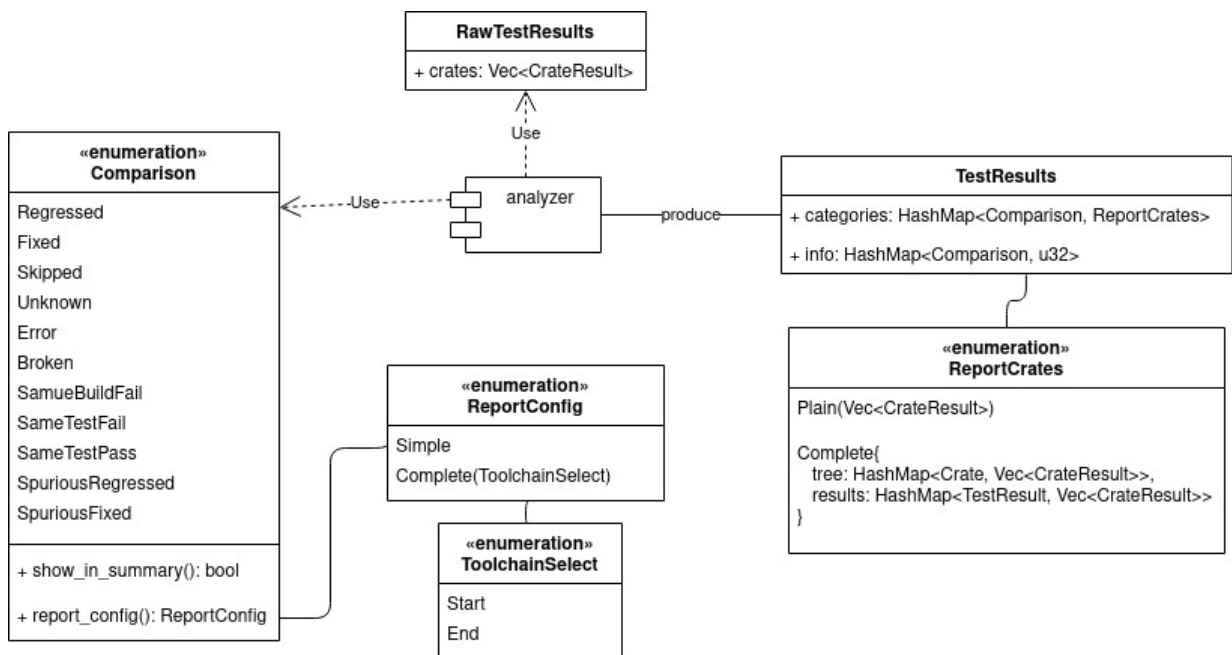 RawTestResults
+ crates: Vec<CrateResult>
Use
«enumeration»
Comparison
Regressed
Fixed
Skipped
Unknown
Error
Broken
SamueBuildFail
SameTestFail
SameTestPass
SpuriousRegressed
SpuriousFixed
+ show_in_summary(): bool
+ report_config(): ReportConfig
Use
analyzer
produce
TestResults
+ categories: HashMap<Comparison, ReportCrates>
+ info: HashMap<Comparison, u32>
«enumeration»
ReportCrates
Plain(Vec<CrateResult>)
Complete{
tree: HashMap<Crate, Vec<CrateResult>>,
results: HashMap<TestResult, Vec<CrateResult>>
}
«enumeration»
ReportConfig
Simple
Complete(ToolchainSelect)
«enumeration»
ToolchainSelect
Start
End